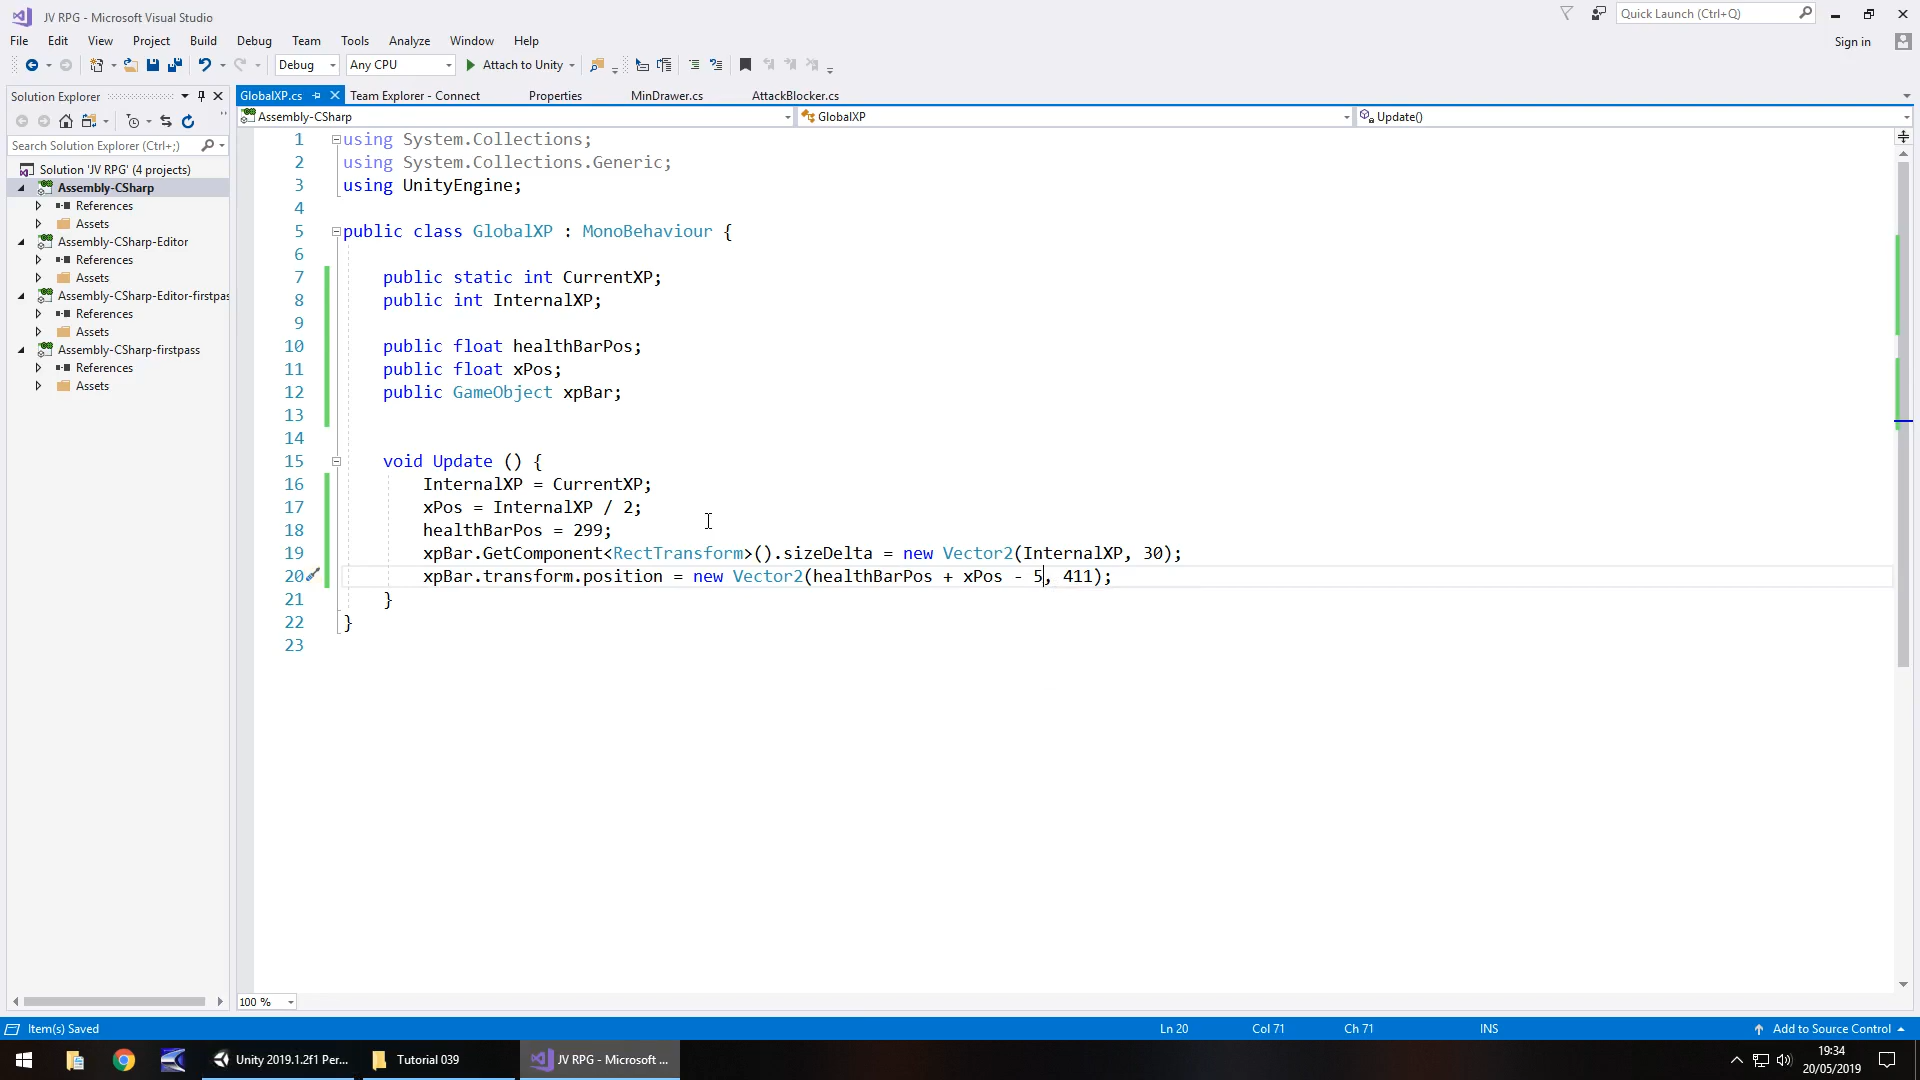 JV RPG - Microsoft Visual Studio
Quick Launch (Ctrl+Q)
File Edit View Project Build Debug Team Tools Analyze Window Help
Sign in
Debug Any CPU Attach to Unity
Solution Explorer
GlobalXP.cs Team Explorer - Connect Properties MinDrawer.cs AttackBlocker.cs
Assembly-CSharp GlobalXP Update()
Search Solution Explorer (Ctrl+;)
Solution 'JV RPG' (4 projects)
Assembly-CSharp
References
Assets
Assembly-CSharp-Editor
References
Assets
Assembly-CSharp-Editor-firstpas
References
Assets
Assembly-CSharp-firstpass
References
Assets
1 using System.Collections;
2 using System.Collections.Generic;
3 using UnityEngine;
4
5 public class GlobalXP : MonoBehaviour {
6
7 public static int CurrentXP;
8 public int InternalXP;
9
10 public float healthBarPos;
11 public float xPos;
12 public GameObject xpBar;
13
14
15 void Update () {
16 InternalXP = CurrentXP;
17 xPos = InternalXP / 2;
18 healthBarPos = 299;
19 xpBar.GetComponent<RectTransform>().sizeDelta = new Vector2(InternalXP, 30);
20 xpBar.transform.position = new Vector2(healthBarPos + xPos - 5, 411);
21 }
22 }
23
100 %
Item(s) Saved Ln 20 Col 71 Ch 71 INS Add to Source Control
Unity 2019.1.2f1 Per... Tutorial 039 JV RPG - Microsoft ...
19:34
20/05/2019